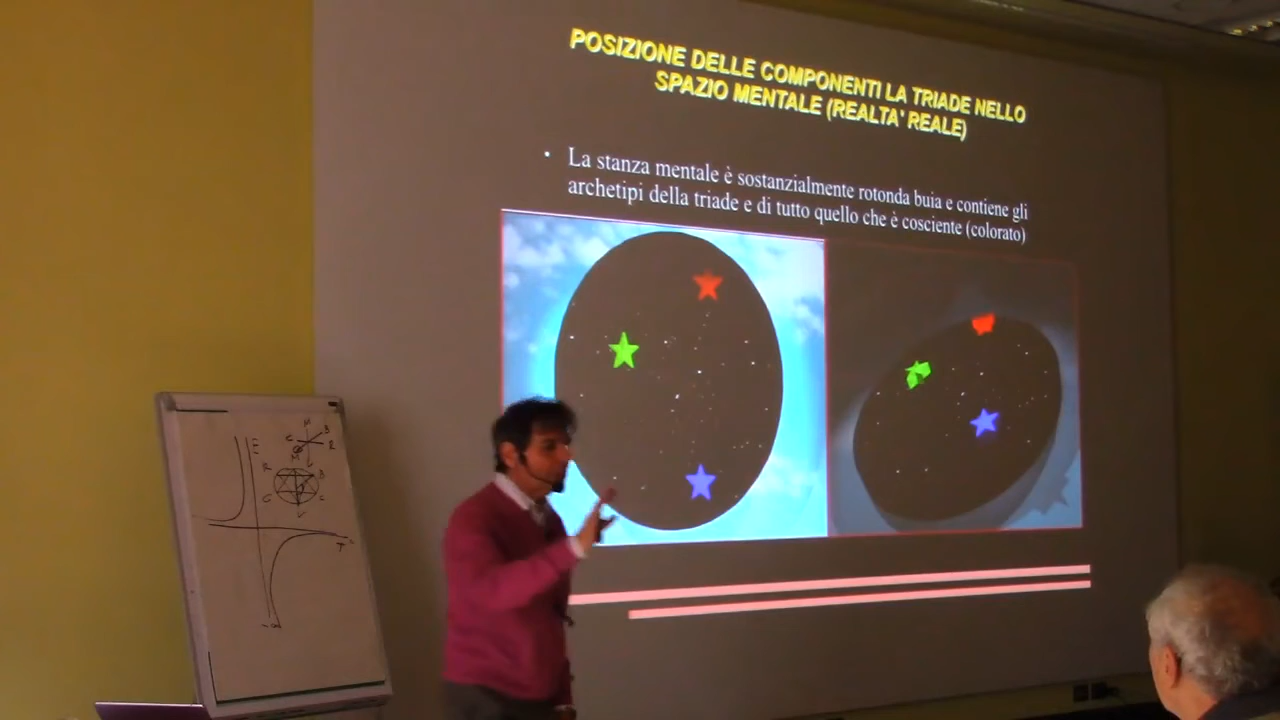 POSIZIONE DELLE COMPONENTI LA TRIADE NELLO
SPAZIO MENTALE (REALTA' REALE)
• La stanza mentale è sostanzialmente rotonda buia e contiene gli
archetipi della triade e di tutto quello che è cosciente (colorato)
E
M
B
C
R
M
R
B
G
C
V
T
-∞